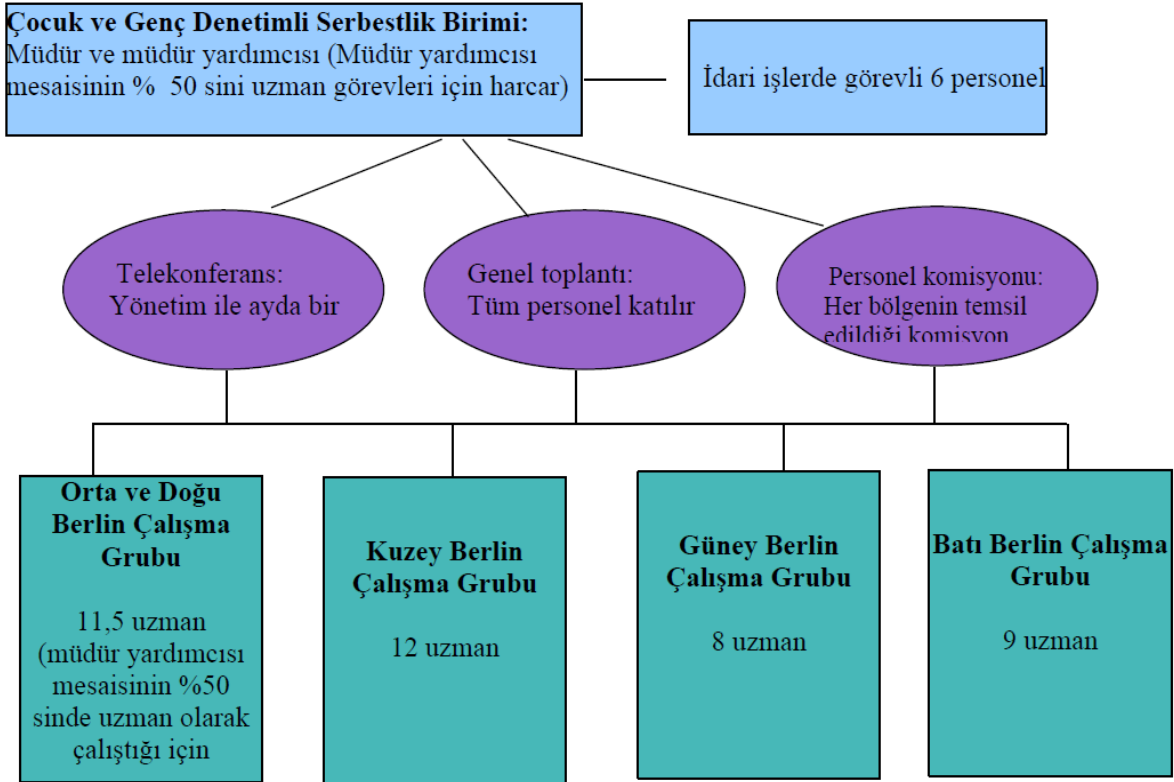 Çocuk ve Genç Denetimli Serbestlik Birimi:
Müdür ve müdür yardımcısı (Müdür yardımcısı
mesaisinin % 50 sini uzman görevleri için harcar)
İdari işlerde görevli 6 personel
Telekonferans:
Yönetim ile ayda bir
Genel toplantı:
Tüm personel katılır
Personel komisyonu:
Her bölgenin temsil
edildiği komisyon
Orta ve Doğu
Berlin Çalışma
Grubu
11,5 uzman
(müdür yardımcısı
mesaisinin %50
sinde uzman olarak
çalıştığı için
Kuzey Berlin
Çalışma Grubu
12 uzman
Güney Berlin
Çalışma Grubu
8 uzman
Batı Berlin Çalışma
Grubu
9 uzman